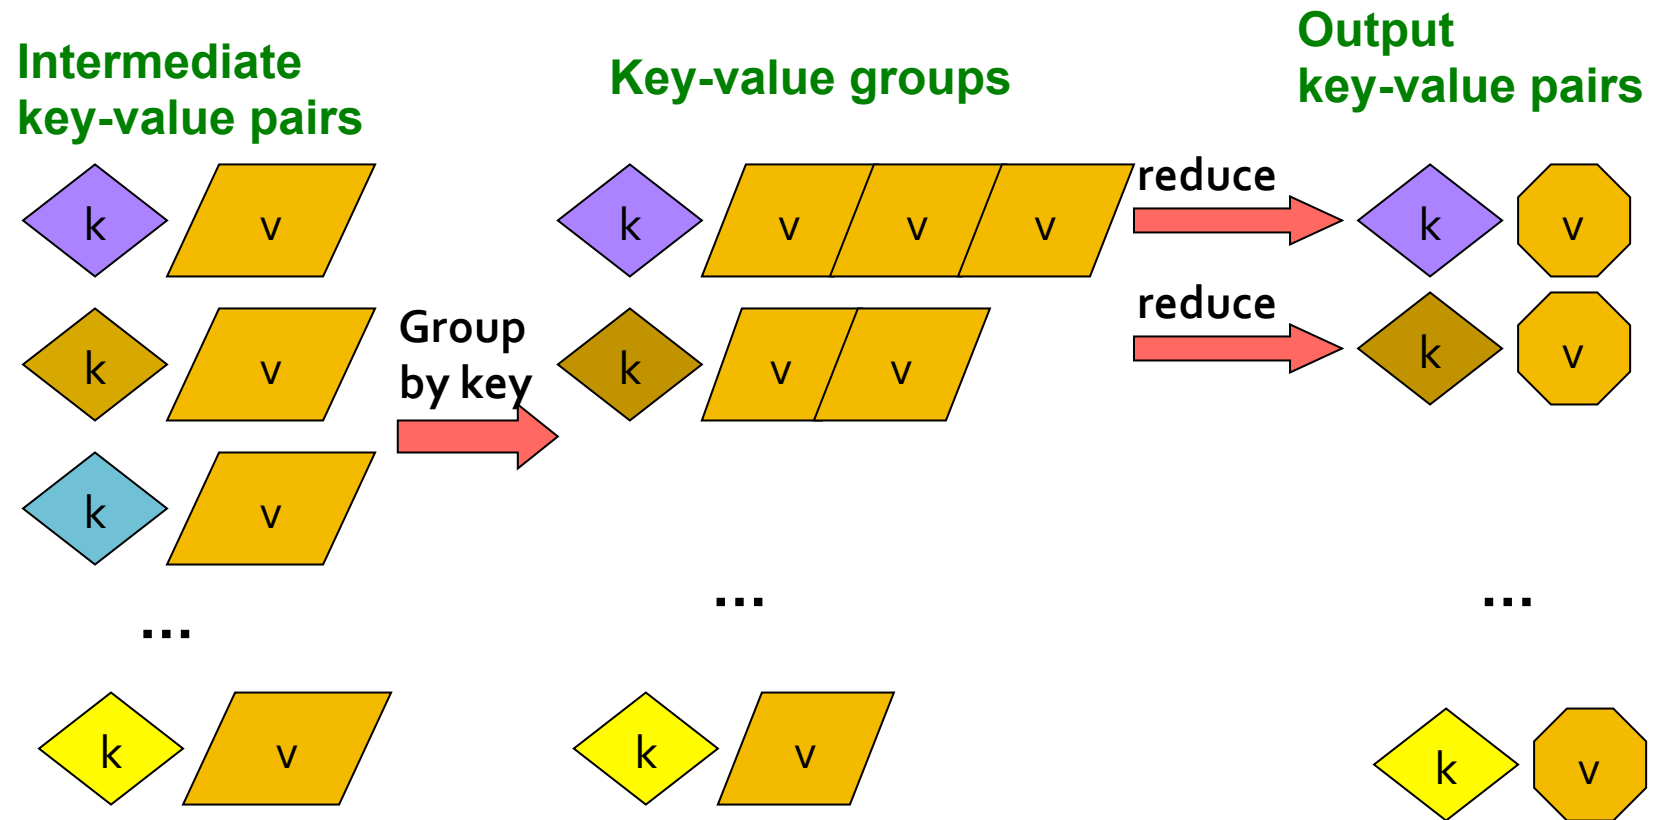 Intermediate
key-value pairs
Key-value groups
Output
key-value pairs
k v
k v v v
reduce
k v
k v
Group
by key
k v v
reduce
k v
k v
...
...
...
k v
k v
k v